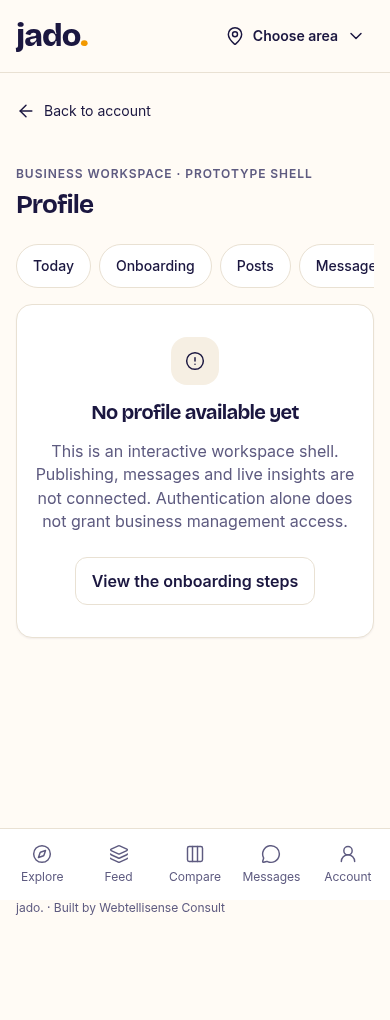 jado.
Choose area
Back to account
BUSINESS WORKSPACE · PROTOTYPE SHELL
Profile
Today
Onboarding
Posts
Message
No profile available yet
This is an interactive workspace shell.
Publishing, messages and live insights are
not connected. Authentication alone does
not grant business management access.
View the onboarding steps
Explore
Feed
Compare
Messages
Account
jado. · Built by Webtellisense Consult